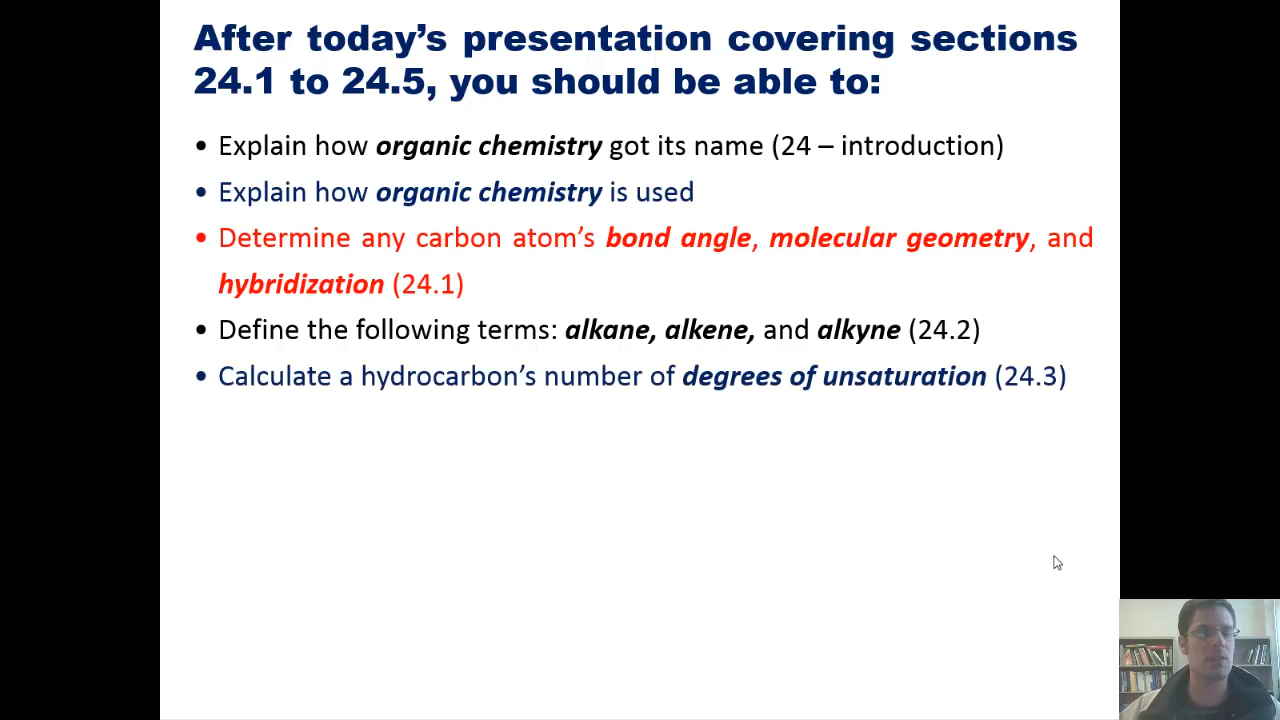 After today’s presentation covering sections
24.1 to 24.5, you should be able to:
• Explain how organic chemistry got its name (24 – introduction)
• Explain how organic chemistry is used
• Determine any carbon atom’s bond angle, molecular geometry, and
hybridization (24.1)
• Define the following terms: alkane, alkene, and alkyne (24.2)
• Calculate a hydrocarbon’s number of degrees of unsaturation (24.3)